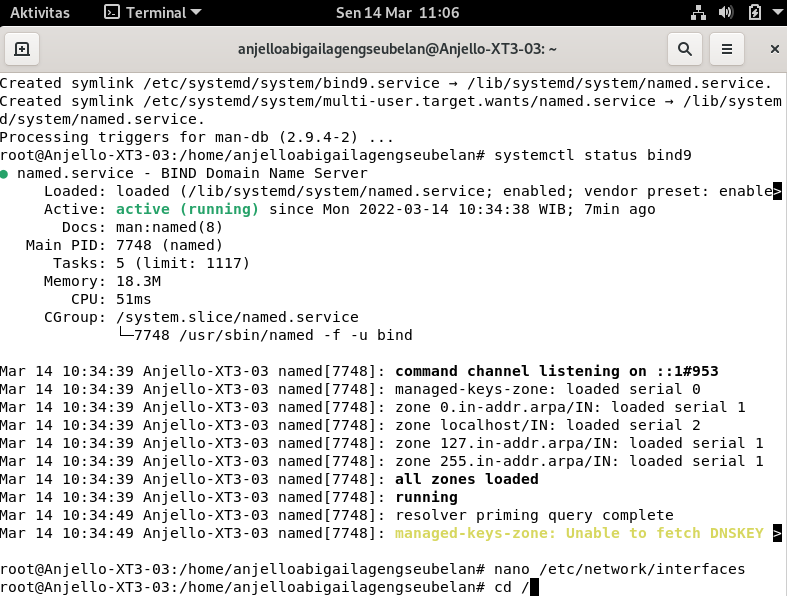 Aktivitas Terminal Sen 14 Mar 11:06
anjelloabigailagengseubelan@Anjello-XT3-03: ~
Created symlink /etc/systemd/system/bind9.service → /lib/systemd/system/named.service.
Created symlink /etc/systemd/system/multi-user.target.wants/named.service → /lib/system
d/system/named.service.
Processing triggers for man-db (2.9.4-2) ...
root@Anjello-XT3-03:/home/anjelloabigailagengseubelan# systemctl status bind9
● named.service - BIND Domain Name Server
     Loaded: loaded (/lib/systemd/system/named.service; enabled; vendor preset: enable>
     Active: active (running) since Mon 2022-03-14 10:34:38 WIB; 7min ago
       Docs: man:named(8)
   Main PID: 7748 (named)
      Tasks: 5 (limit: 1117)
     Memory: 18.3M
        CPU: 51ms
     CGroup: /system.slice/named.service
             └─7748 /usr/sbin/named -f -u bind
Mar 14 10:34:39 Anjello-XT3-03 named[7748]: command channel listening on ::1#953
Mar 14 10:34:39 Anjello-XT3-03 named[7748]: managed-keys-zone: loaded serial 0
Mar 14 10:34:39 Anjello-XT3-03 named[7748]: zone 0.in-addr.arpa/IN: loaded serial 1
Mar 14 10:34:39 Anjello-XT3-03 named[7748]: zone localhost/IN: loaded serial 2
Mar 14 10:34:39 Anjello-XT3-03 named[7748]: zone 127.in-addr.arpa/IN: loaded serial 1
Mar 14 10:34:39 Anjello-XT3-03 named[7748]: zone 255.in-addr.arpa/IN: loaded serial 1
Mar 14 10:34:39 Anjello-XT3-03 named[7748]: all zones loaded
Mar 14 10:34:39 Anjello-XT3-03 named[7748]: running
Mar 14 10:34:49 Anjello-XT3-03 named[7748]: resolver priming query complete
Mar 14 10:34:49 Anjello-XT3-03 named[7748]: managed-keys-zone: Unable to fetch DNSKEY >
root@Anjello-XT3-03:/home/anjelloabigailagengseubelan# nano /etc/network/interfaces
root@Anjello-XT3-03:/home/anjelloabigailagengseubelan# cd /